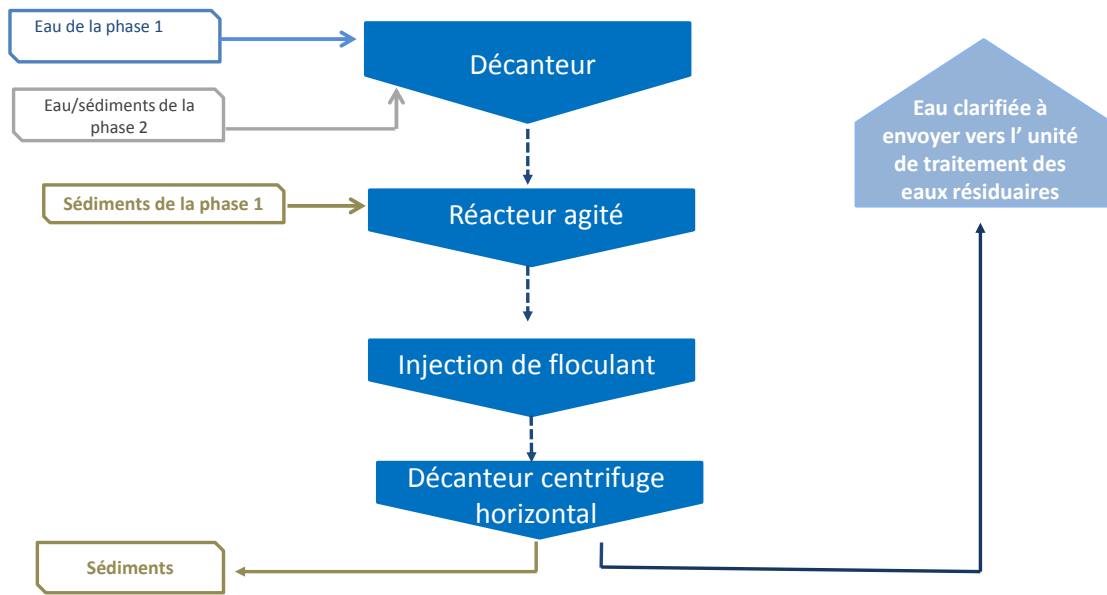 Eau de la phase 1
Décanteur
Eau/sédiments de la
phase 2
Eau clarifiée à
envoyer vers l’ unité
de traitement des
eaux résiduaires
Sédiments de la phase 1
Réacteur agité
Injection de floculant
Décanteur centrifuge
horizontal
Sédiments